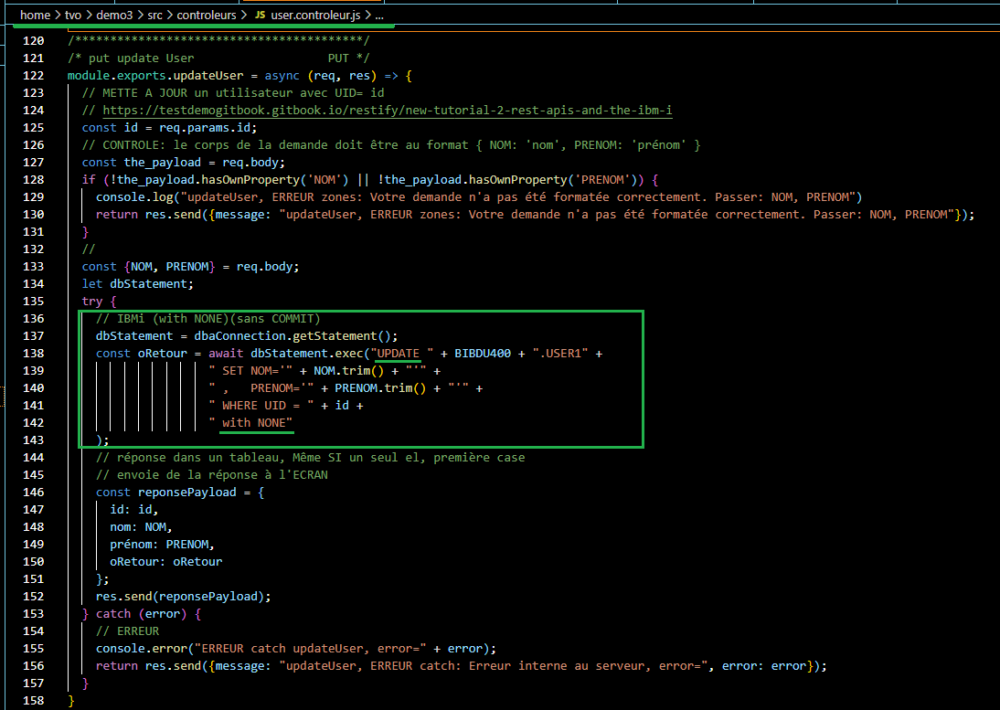 home > tvo > demo3 > src > controleurs > JS user.controleur.js > ...
120 /*****************************************/
121 /* put update User                   PUT */
122 module.exports.updateUser = async (req, res) => {
123   // METTE A JOUR un utilisateur avec UID= id
124   // https://testdemogitbook.gitbook.io/restify/new-tutorial-2-rest-apis-and-the-ibm-i
125   const id = req.params.id;
126   // CONTROLE: le corps de la demande doit être au format { NOM: 'nom', PRENOM: 'prénom' }
127   const the_payload = req.body;
128   if (!the_payload.hasOwnProperty('NOM') || !the_payload.hasOwnProperty('PRENOM')) {
129     console.log("updateUser, ERREUR zones: Votre demande n'a pas été formatée correctement. Passer: NOM, PRENOM")
130     return res.send({message: "updateUser, ERREUR zones: Votre demande n'a pas été formatée correctement. Passer: NOM, PRENOM"});
131   }
132   //
133   const {NOM, PRENOM} = req.body;
134   let dbStatement;
135   try {
136     // IBMi (with NONE)(sans COMMIT)
137     dbStatement = dbaConnection.getStatement();
138     const oRetour = await dbStatement.exec("UPDATE " + BIBDU400 + ".USER1" +
139                     " SET NOM='" + NOM.trim() + "'" +
140                     " ,   PRENOM='" + PRENOM.trim() + "'" +
141                     " WHERE UID = " + id +
142                     " with NONE"
143     );
144     // réponse dans un tableau, Même SI un seul el, première case
145     // envoie de la réponse à l'ECRAN
146     const reponsePayload = {
147       id: id,
148       nom: NOM,
149       prénom: PRENOM,
150       oRetour: oRetour
151     };
152     res.send(reponsePayload);
153   } catch (error) {
154     // ERREUR
155     console.error("ERREUR catch updateUser, error=" + error);
156     return res.send({message: "updateUser, ERREUR catch: Erreur interne au serveur, error=", error: error});
157   }
158 }